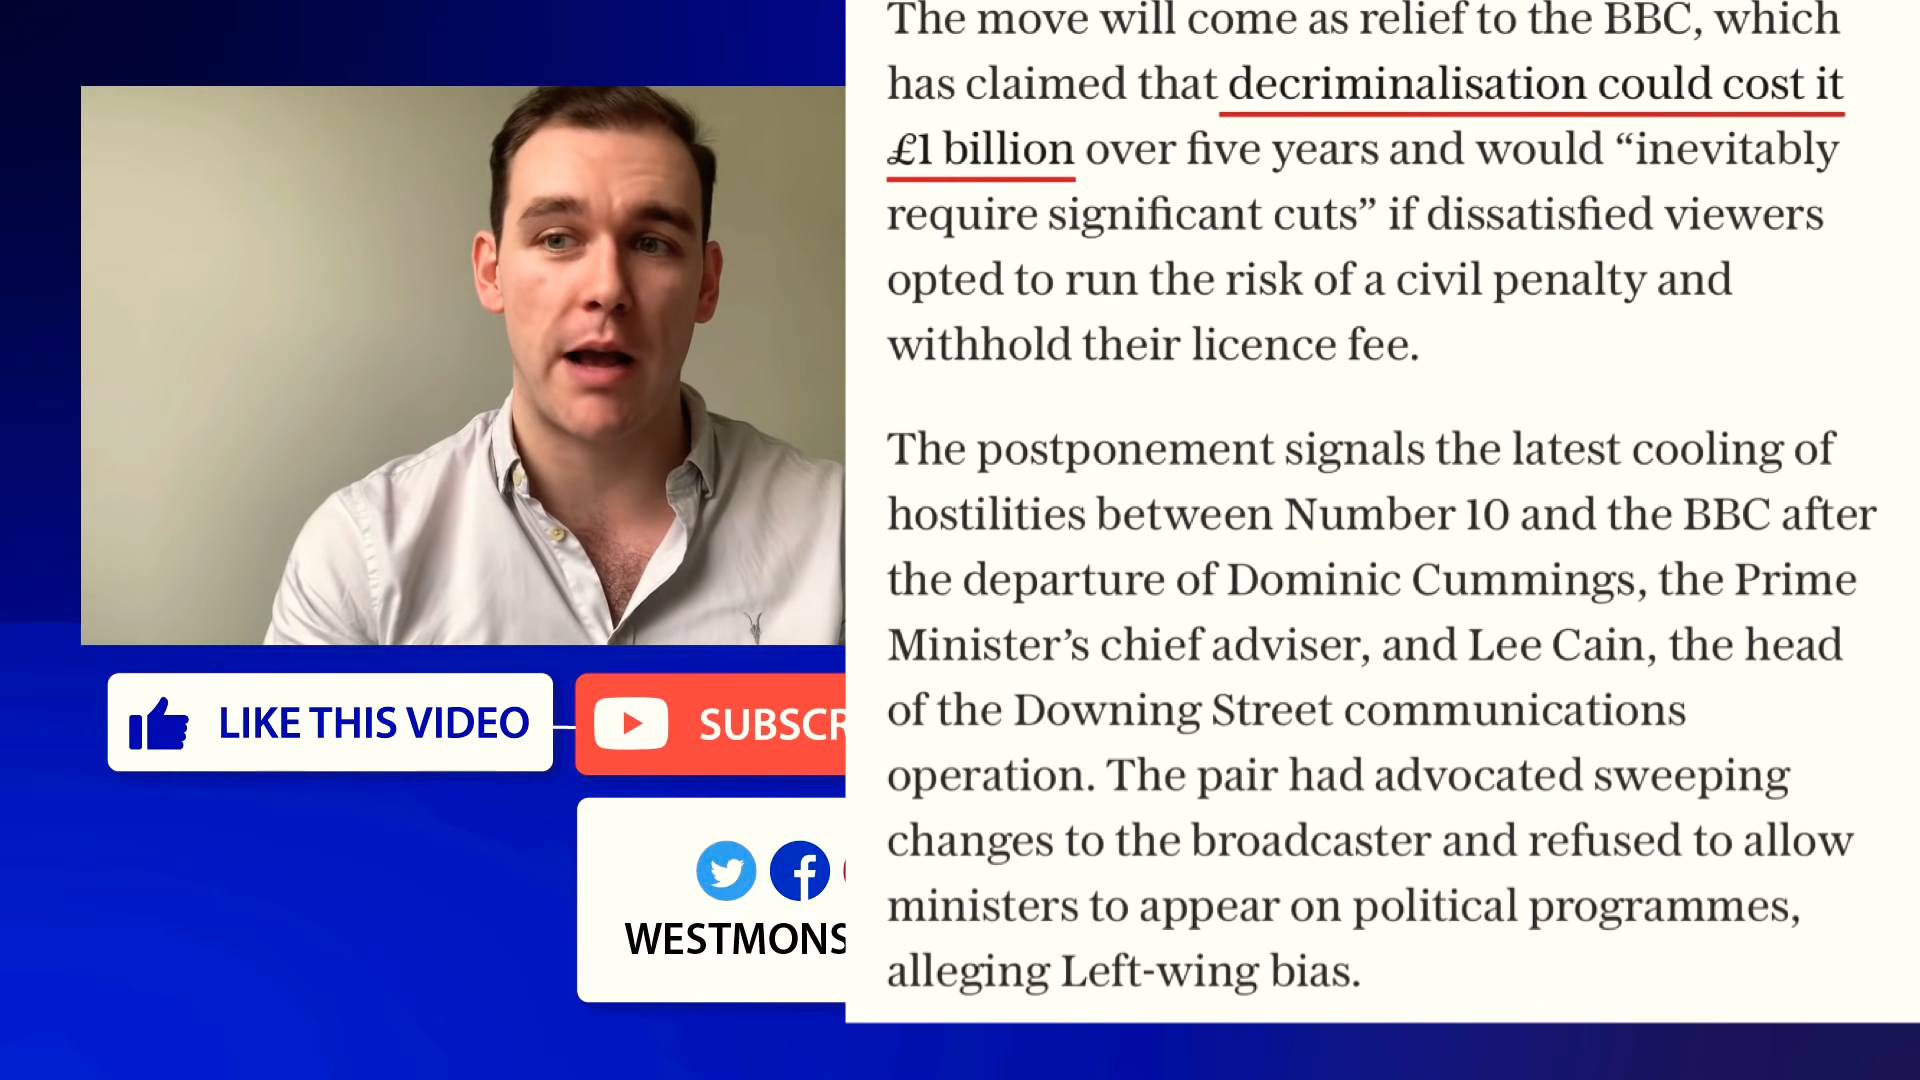 The move will come as relief to the BBC, which
has claimed that decriminalisation could cost it
£1 billion over five years and would “inevitably
require significant cuts” if dissatisfied viewers
opted to run the risk of a civil penalty and
withhold their licence fee.
The postponement signals the latest cooling of
hostilities between Number 10 and the BBC after
the departure of Dominic Cummings, the Prime
Minister’s chief adviser, and Lee Cain, the head
of the Downing Street communications
operation. The pair had advocated sweeping
changes to the broadcaster and refused to allow
ministers to appear on political programmes,
alleging Left-wing bias.
LIKE THIS VIDEO
SUBSCR
WESTMONS